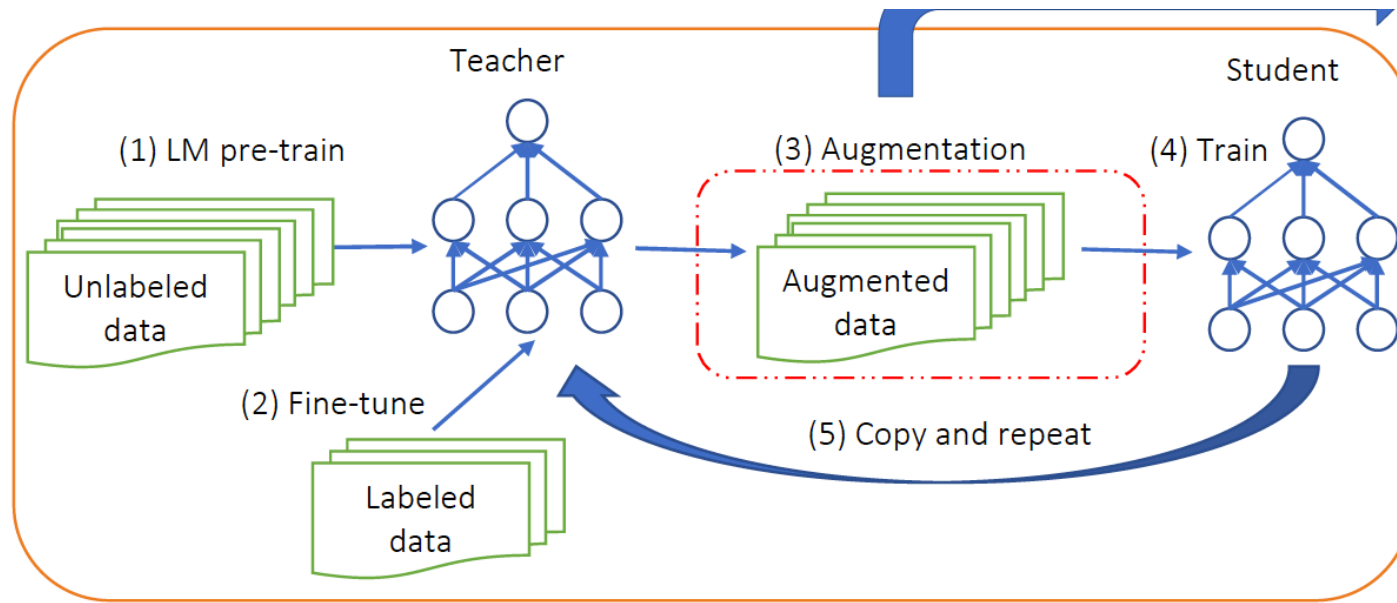 Teacher
Student
(1) LM pre-train
(3) Augmentation
(4) Train
Unlabeled
data
Augmented
data
(2) Fine-tune
(5) Copy and repeat
Labeled
data